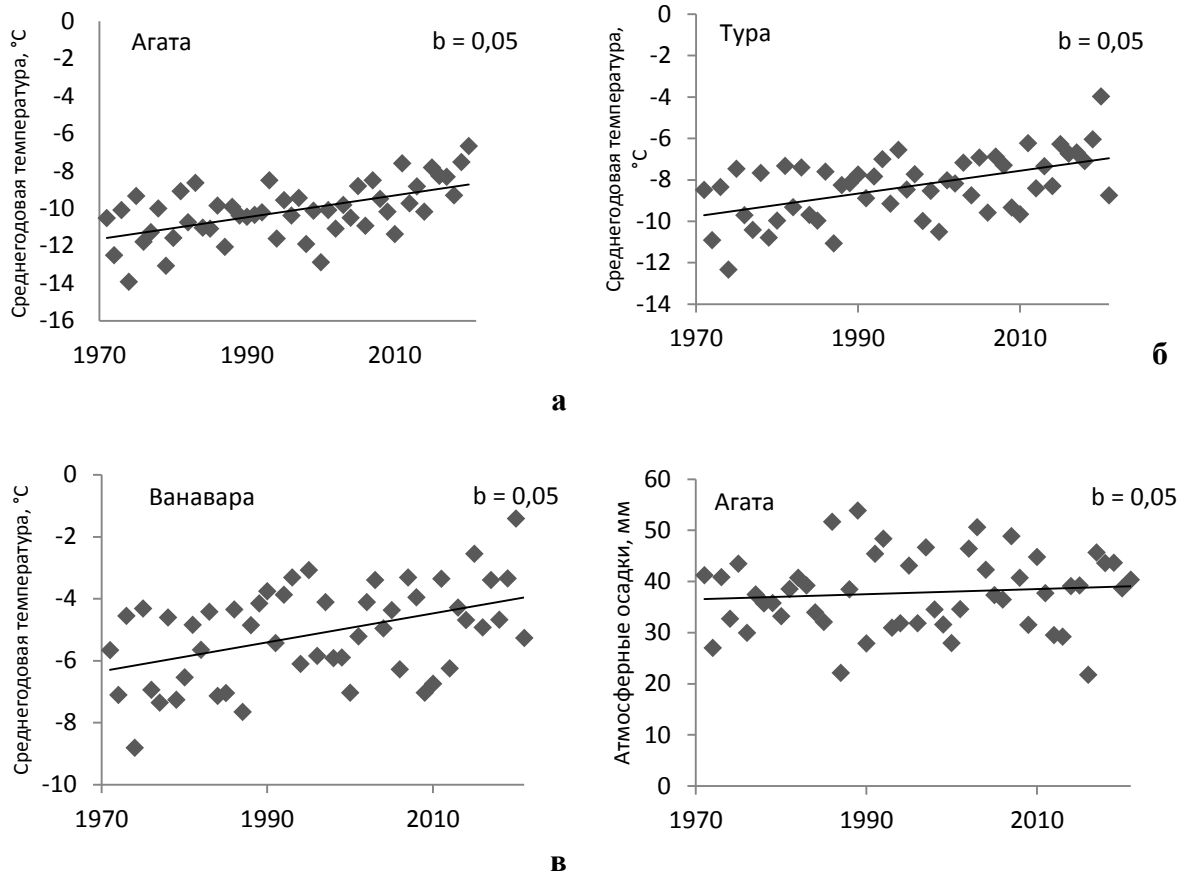 Среднегодовая температура, °C
0
-2
-4
-6
-8
-10
-12
-14
-16
Агата
b = 0,05
1970
1990
2010
а
Среднегодовая температура,
°C
0
-2
-4
-6
-8
-10
-12
-14
Тура
b = 0,05
1970
1990
2010
б
Среднегодовая температура, °C
0
-2
-4
-6
-8
-10
Ванавара
b = 0,05
1970
1990
2010
в
Атмосферные осадки, мм
60
50
40
30
20
10
0
Агата
b = 0,05
1970
1990
2010